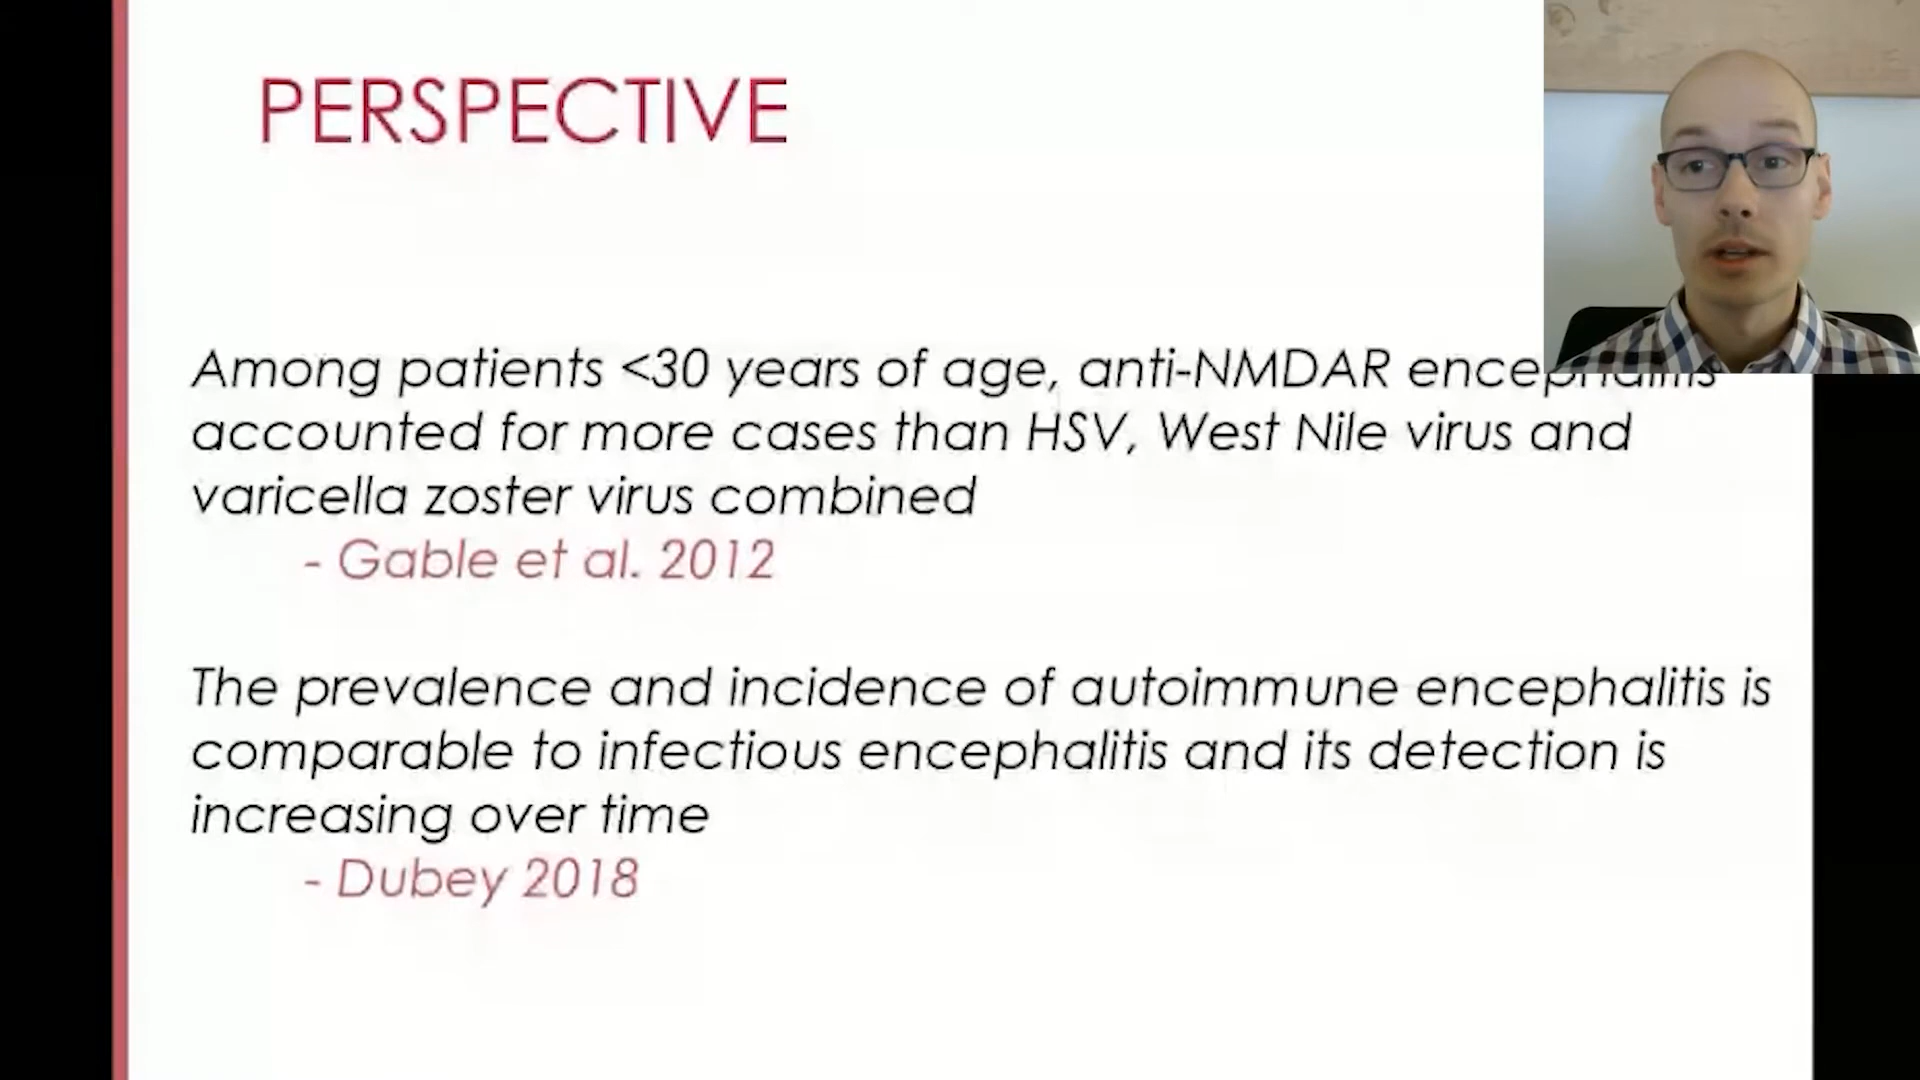 PERSPECTIVE
Among patients <30 years of age, anti-NMDAR encephalitis
accounted for more cases than HSV, West Nile virus and
varicella zoster virus combined
- Gable et al. 2012
The prevalence and incidence of autoimmune encephalitis is
comparable to infectious encephalitis and its detection is
increasing over time
- Dubey 2018